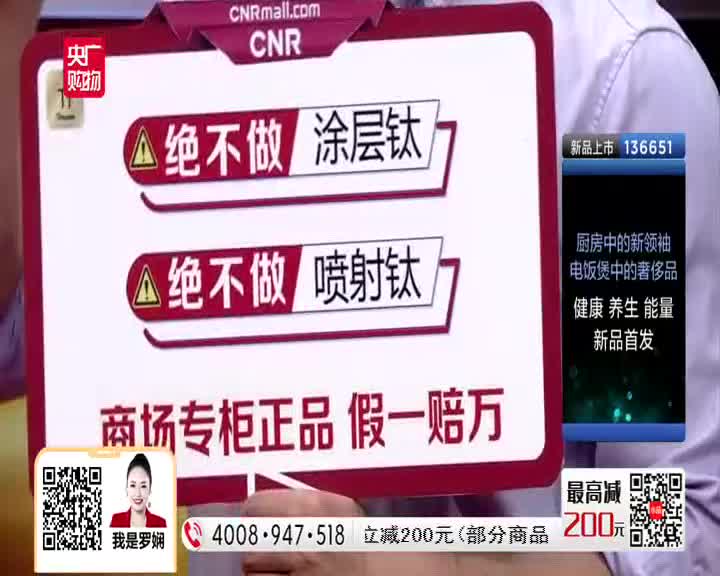 CNRmall.com
CNR
央广
购物
Ti
绝不做 涂层钛
绝不做 喷射钛
商场专柜正品 假一赔万
新品上市 136651
厨房中的新领袖
电饭煲中的奢侈品
健康 养生 能量
新品首发
我是罗娴
4008·947·518
立减200元（部分商品
最高减
200元